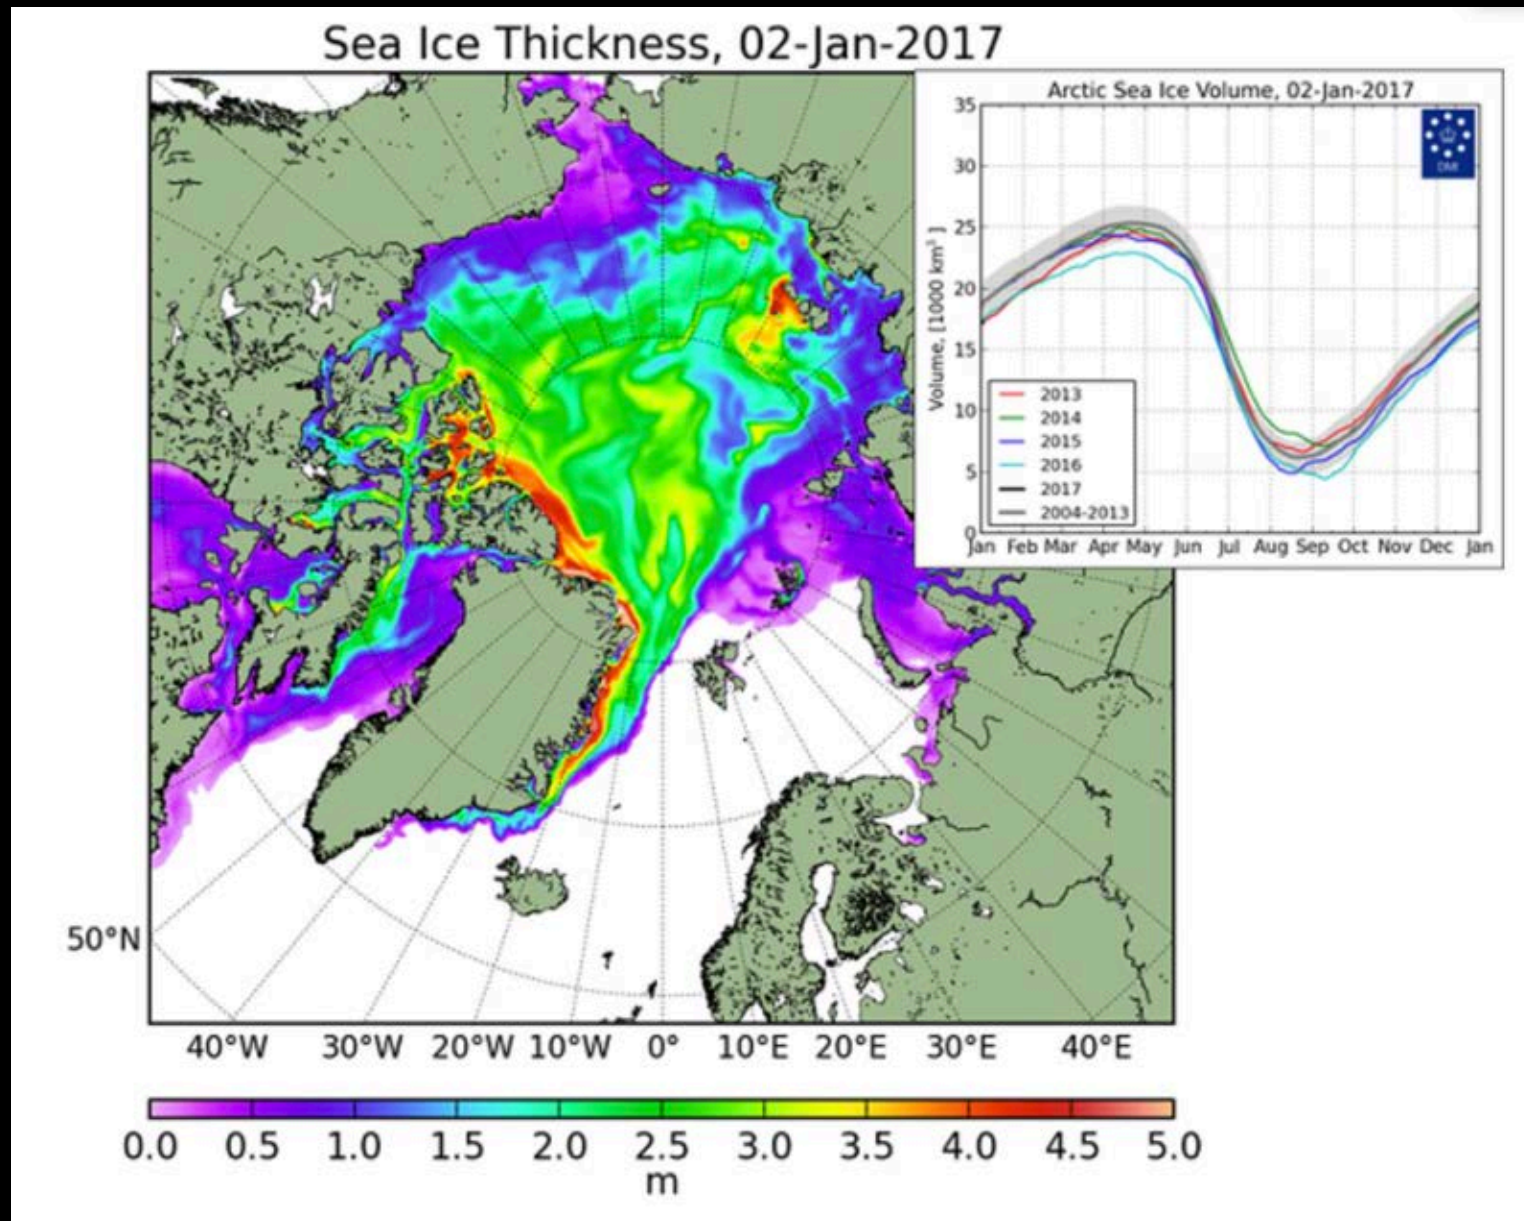 Sea Ice Thickness, 02-Jan-2017
Arctic Sea Ice Volume, 02-Jan-2017
35
30
25
20
15
10
5
0
Volume, [1000 km³ ]
DMI
2013
2014
2015
2016
2017
2004-2013
Jan Feb Mar Apr May Jun Jul Aug Sep Oct Nov Dec Jan
50°N
40°W 30°W 20°W 10°W 0° 10°E 20°E 30°E 40°E
0.0 0.5 1.0 1.5 2.0 2.5 3.0 3.5 4.0 4.5 5.0
m